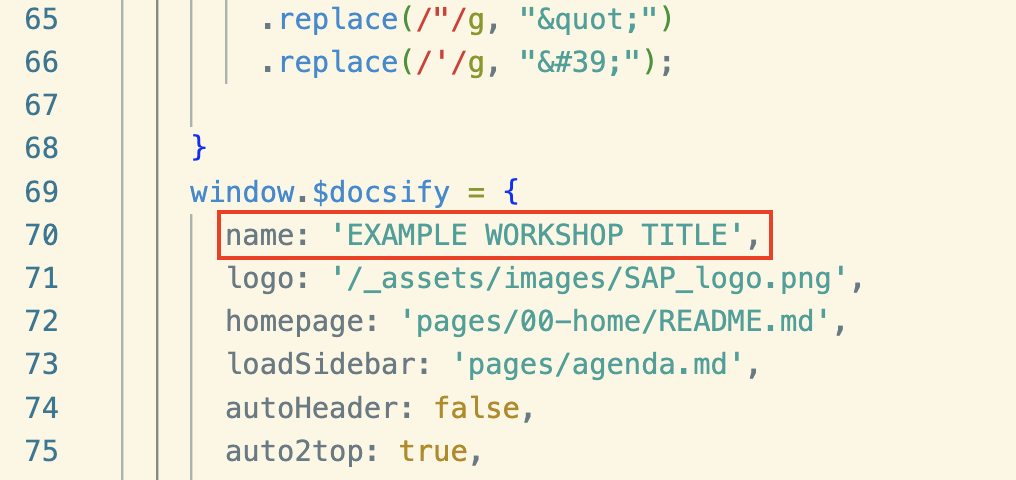 65 .replace(/"/g, "&quot;")
66 .replace(/'/g, "&#39;");
67
68 }
69 window.$docsify = {
70 name: 'EXAMPLE WORKSHOP TITLE',
71 logo: '/_assets/images/SAP_logo.png',
72 homepage: 'pages/00-home/README.md',
73 loadSidebar: 'pages/agenda.md',
74 autoHeader: false,
75 auto2top: true,